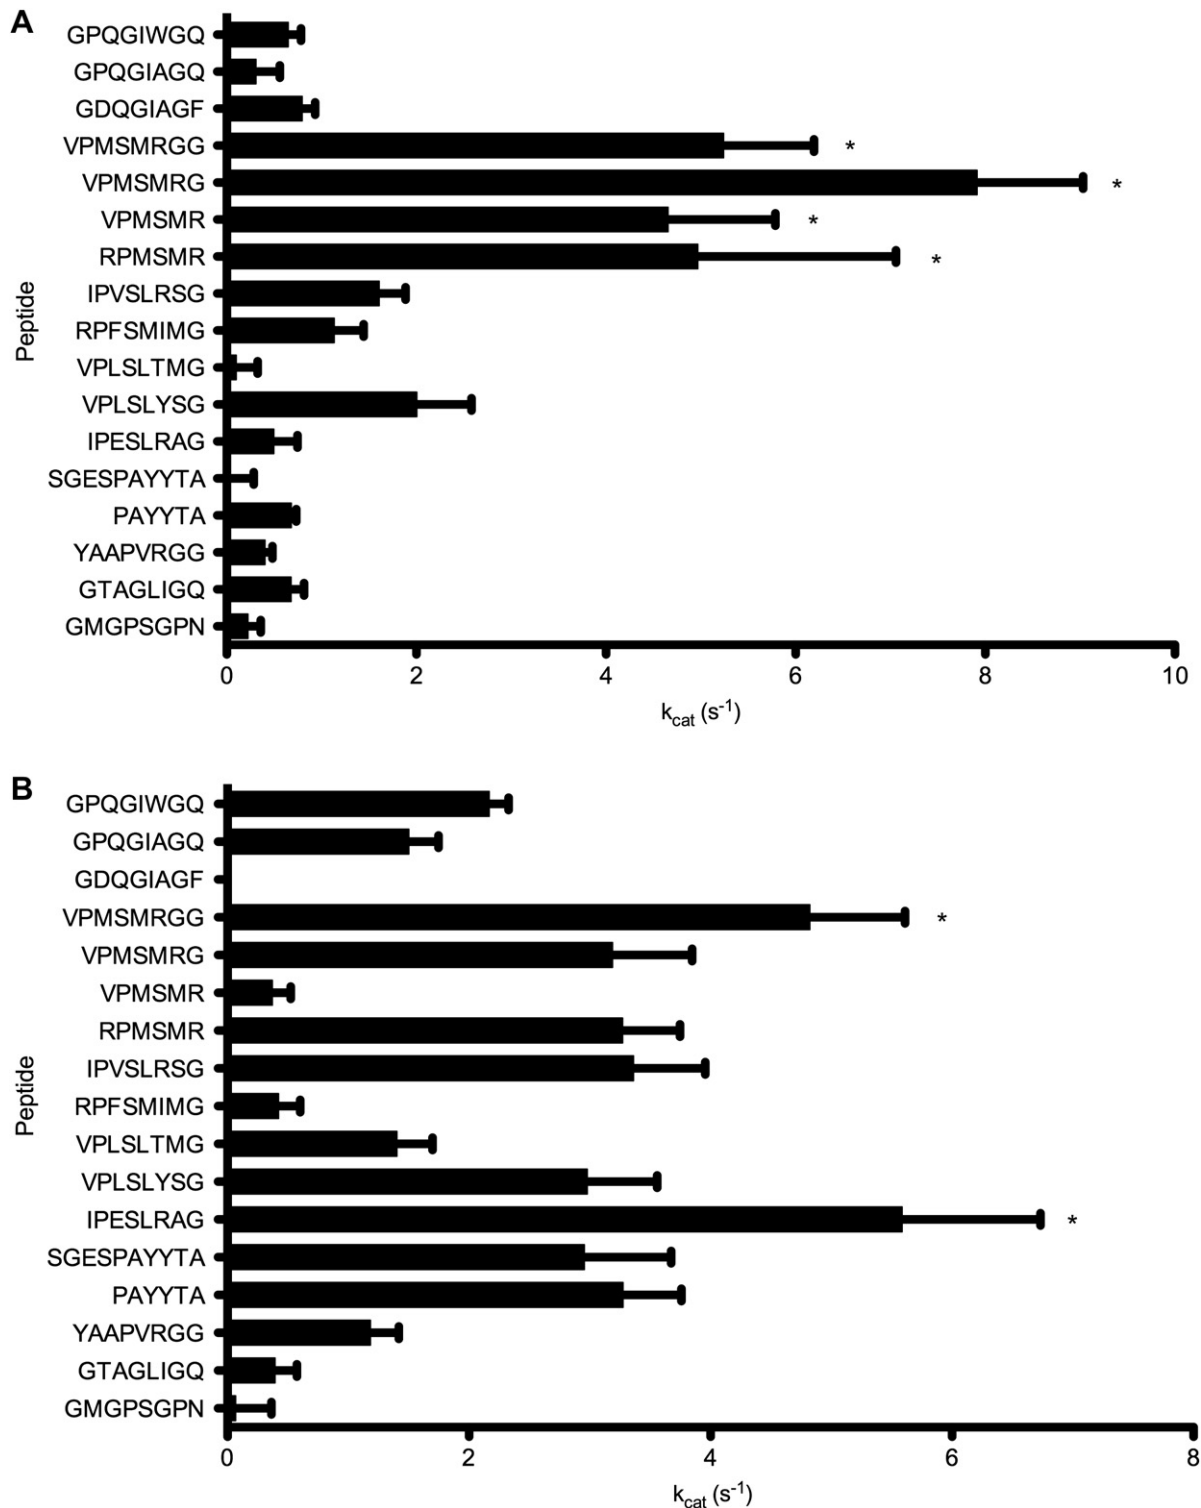 A
GPQGIWGQ
GPQGIAGQ
GDQGIAGF
VPMSMRGG *
VPMSMRG *
VPMSMR *
RPMSMR *
IPVSLRSG
RPFSMIMG
VPLSLTMG
VPLSLYSG
IPESLRAG
SGESPAYYTA
PAYYTA
YAAPVRGG
GTAGLIGQ
GMGPSGPN
Peptide
0 2 4 6 8 10
kcat (s-1)
B
GPQGIWGQ
GPQGIAGQ
GDQGIAGF
VPMSMRGG *
VPMSMRG
VPMSMR
RPMSMR
IPVSLRSG
RPFSMIMG
VPLSLTMG
VPLSLYSG
IPESLRAG *
SGESPAYYTA
PAYYTA
YAAPVRGG
GTAGLIGQ
GMGPSGPN
Peptide
0 2 4 6 8
kcat (s-1)